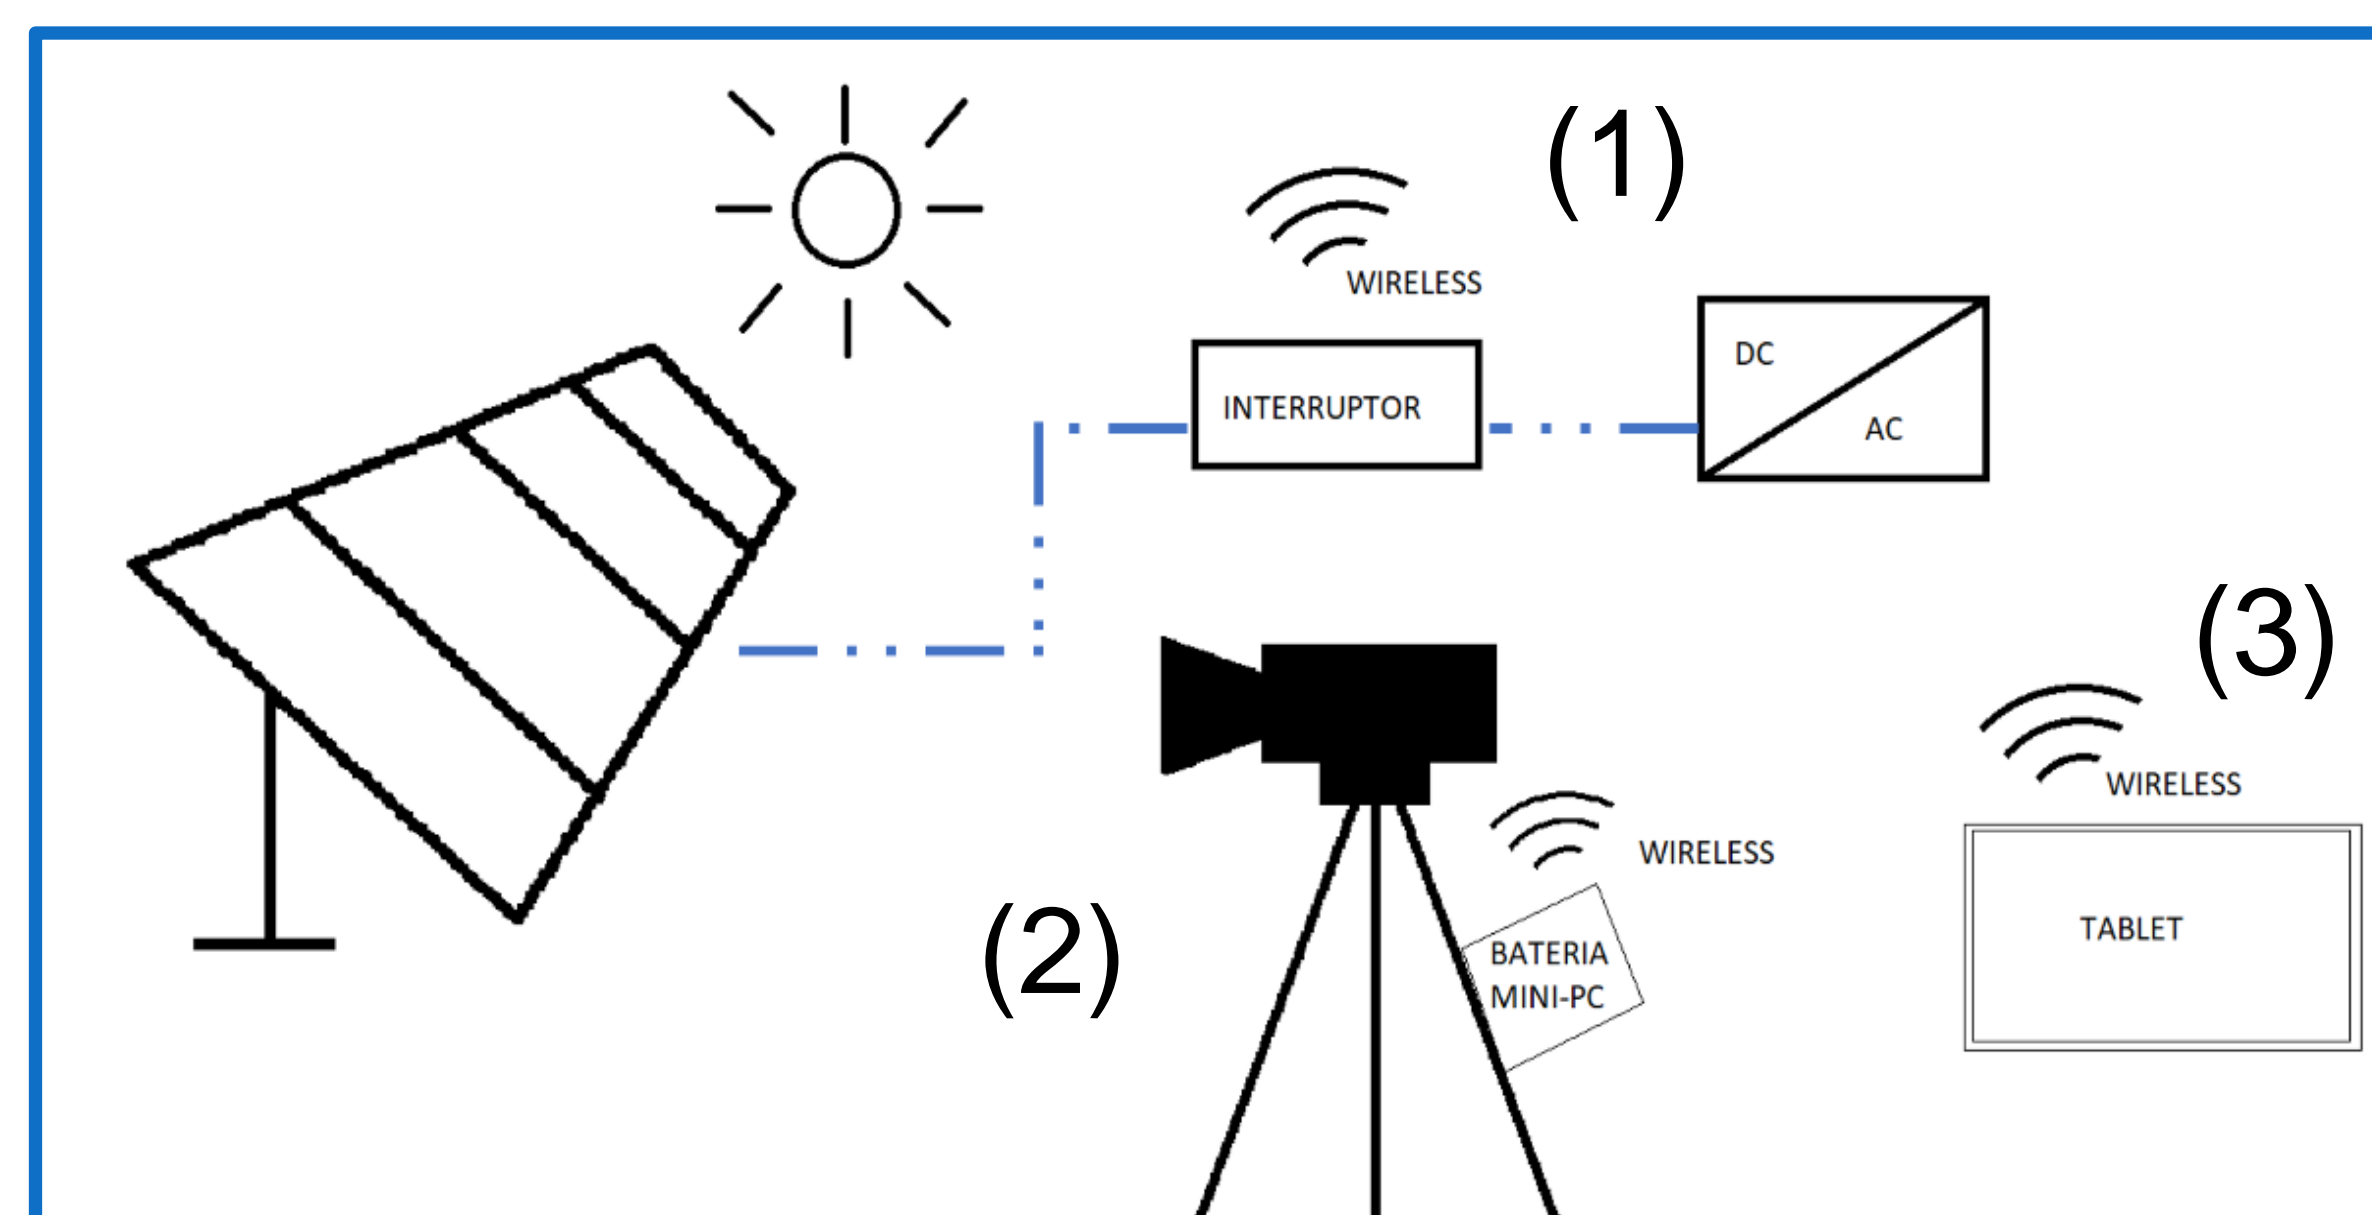 (1)
WIRELESS
INTERRUPTOR
DC
AC
(3)
WIRELESS
WIRELESS
(2)
BATERIA
MINI-PC
TABLET